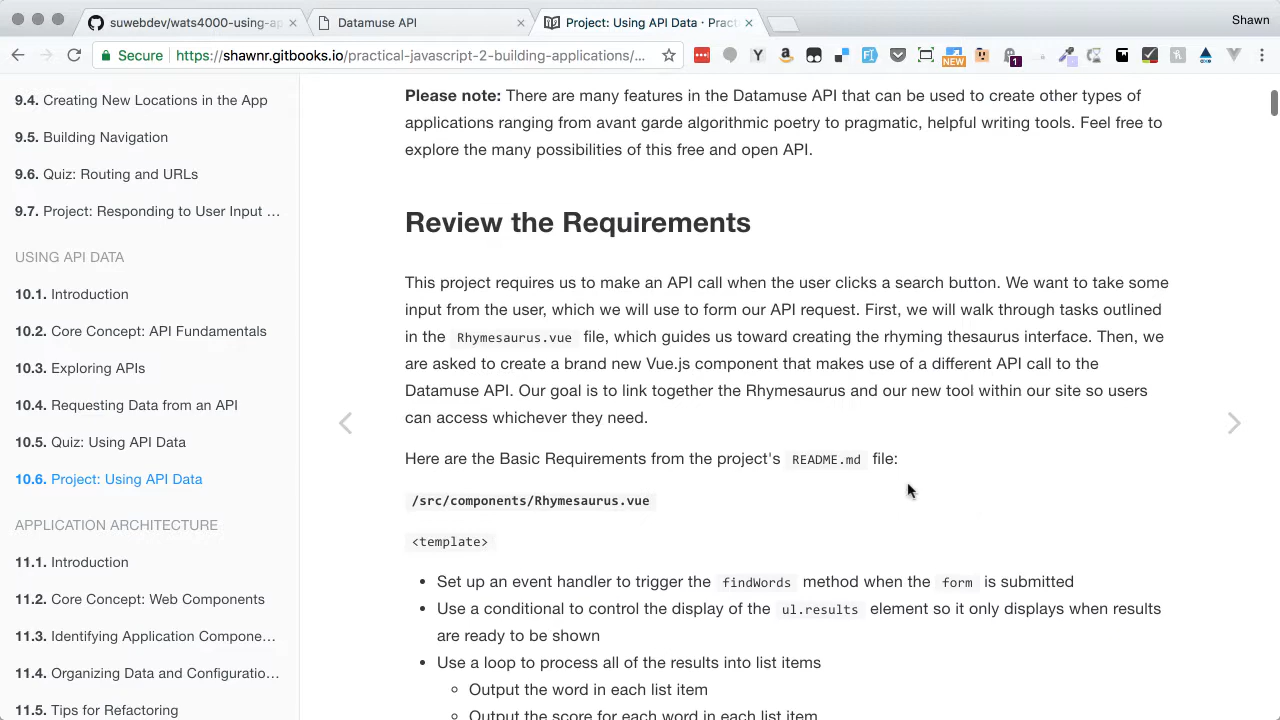 suwebdev/wats4000-using-ap
Datamuse API
Project: Using API Data · Pract
Shawn
Secure
https://shawnr.gitbooks.io/practical-javascript-2-building-applications/...
NEW
1
9.4. Creating New Locations in the App
9.5. Building Navigation
9.6. Quiz: Routing and URLs
9.7. Project: Responding to User Input ...
USING API DATA
10.1. Introduction
10.2. Core Concept: API Fundamentals
10.3. Exploring APIs
10.4. Requesting Data from an API
10.5. Quiz: Using API Data
10.6. Project: Using API Data
APPLICATION ARCHITECTURE
11.1. Introduction
11.2. Core Concept: Web Components
11.3. Identifying Application Compone...
11.4. Organizing Data and Configuratio...
11.5. Tips for Refactoring
Please note: There are many features in the Datamuse API that can be used to create other types of
applications ranging from avant garde algorithmic poetry to pragmatic, helpful writing tools. Feel free to
explore the many possibilities of this free and open API.
Review the Requirements
This project requires us to make an API call when the user clicks a search button. We want to take some
input from the user, which we will use to form our API request. First, we will walk through tasks outlined
in the Rhymesaurus.vue file, which guides us toward creating the rhyming thesaurus interface. Then, we
are asked to create a brand new Vue.js component that makes use of a different API call to the
Datamuse API. Our goal is to link together the Rhymesaurus and our new tool within our site so users
can access whichever they need.
Here are the Basic Requirements from the project's README.md file:
/src/components/Rhymesaurus.vue
<template>
• Set up an event handler to trigger the findWords method when the form is submitted
• Use a conditional to control the display of the ul.results element so it only displays when results
are ready to be shown
• Use a loop to process all of the results into list items
Output the word in each list item
Output the score for each word in each list item